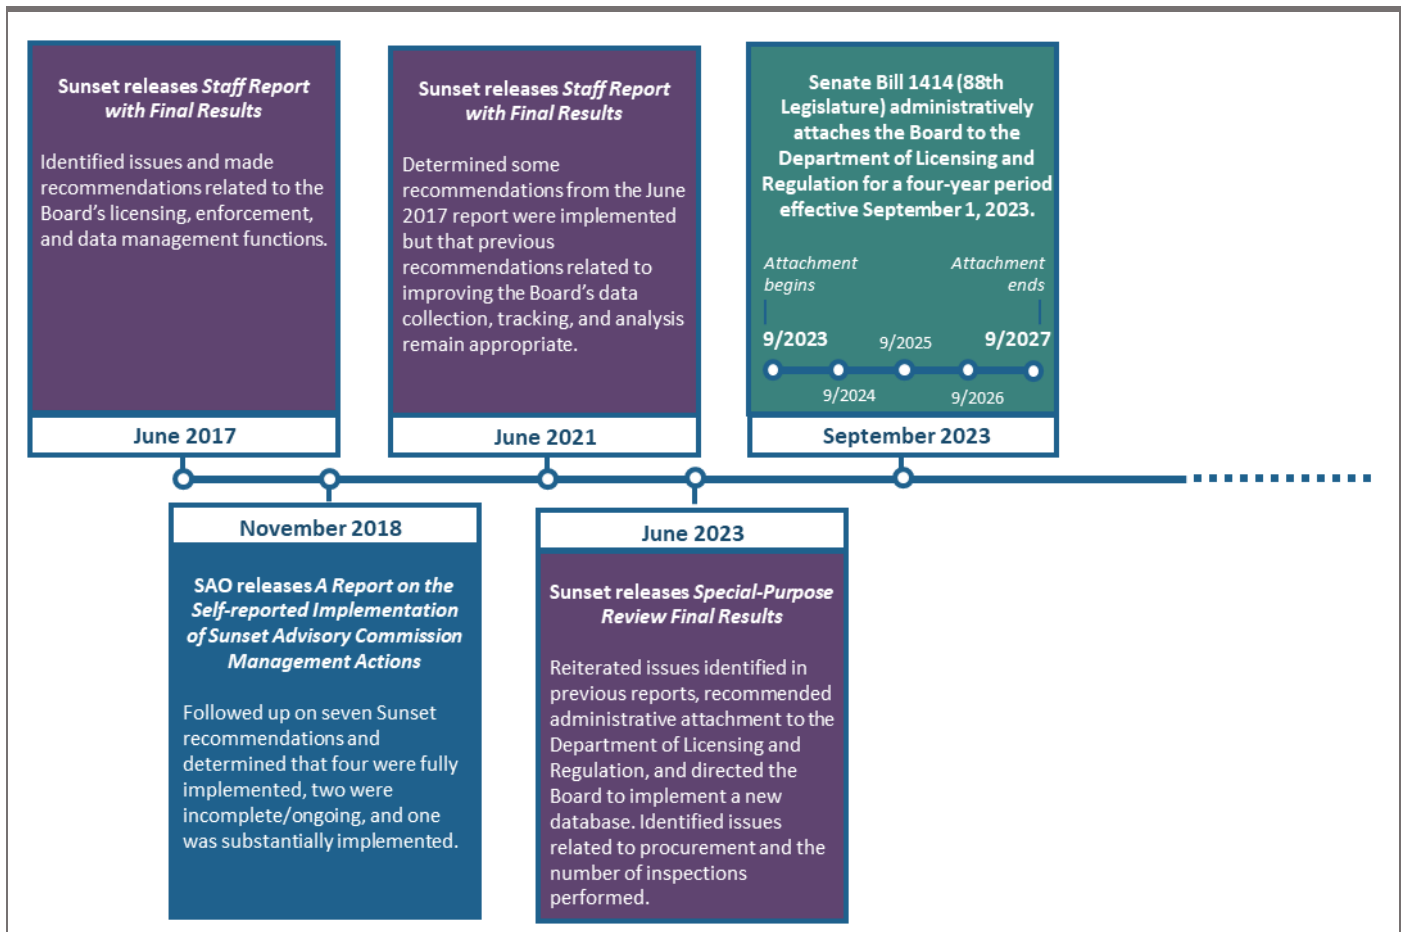 Sunset releases Staff Report
with Final Results
Identified issues and made
recommendations related to the
Board's licensing, enforcement,
and data management functions.
June 2017
Sunset releases Staff Report
with Final Results
Determined some
recommendations from the June
2017 report were implemented
but that previous
recommendations related to
improving the Board's data
collection, tracking, and analysis
remain appropriate.
June 2021
Senate Bill 1414 (88th
Legislature) administratively
attaches the Board to the
Department of Licensing and
Regulation for a four-year period
effective September 1, 2023.
Attachment
begins
Attachment
ends
9/2023
9/2025
9/2027
9/2024
9/2026
September 2023
November 2018
SAO releases A Report on the
Self-reported Implementation
of Sunset Advisory Commission
Management Actions
Followed up on seven Sunset
recommendations and
determined that four were fully
implemented, two were
incomplete/ongoing, and one
was substantially implemented.
June 2023
Sunset releases Special-Purpose
Review Final Results
Reiterated issues identified in
previous reports, recommended
administrative attachment to the
Department of Licensing and
Regulation, and directed the
Board to implement a new
database. Identified issues
related to procurement and the
number of inspections
performed.